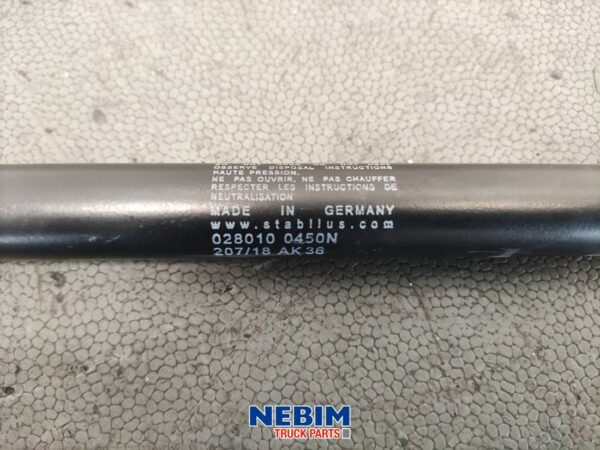 OBSERVE DISPOSAL INSTRUCTIONS
HAUTE PRESSION.
NE PAS OUVRIR, NE PAS CHAUFFER
RESPECTER LES INSTRUCTIONS DE
NEUTRALISATION
MADE IN GERMANY
www.stabilus.com
028010 0450N
207/18 AK36
NEBIM
TRUCK PARTS